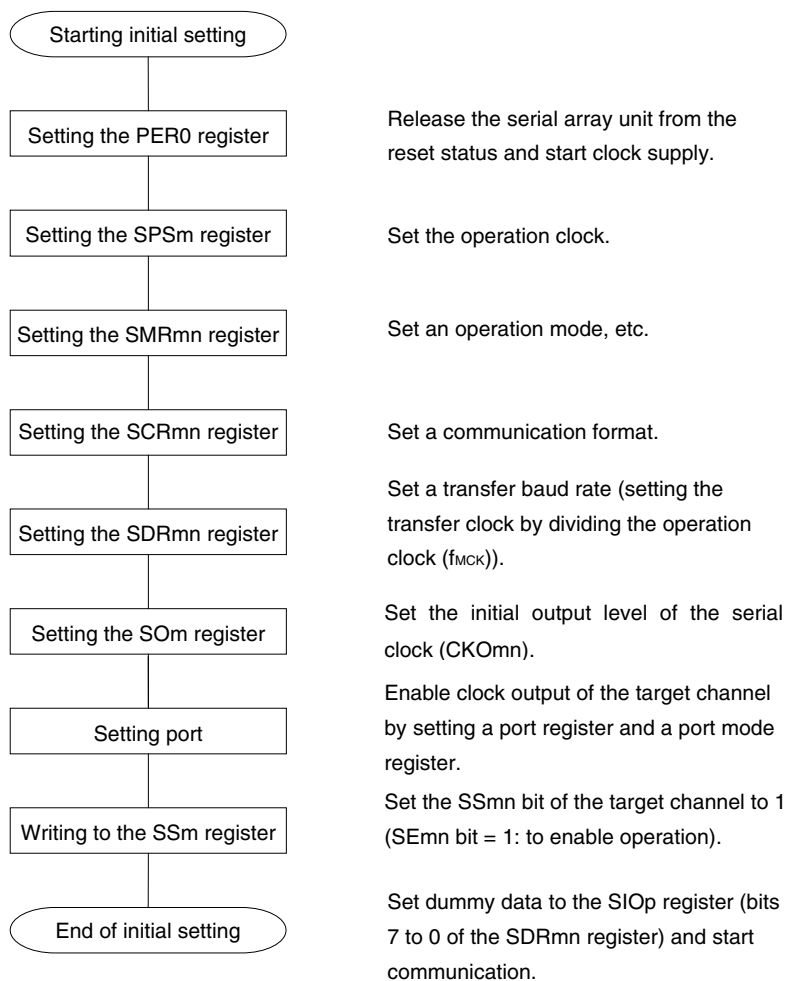 Starting initial setting
Setting the PER0 register
Release the serial array unit from the
reset status and start clock supply.
Setting the SPSm register
Set the operation clock.
Setting the SMRmn register
Set an operation mode, etc.
Setting the SCRmn register
Set a communication format.
Setting the SDRmn register
Set a transfer baud rate (setting the
transfer clock by dividing the operation
clock (fMCK)).
Setting the SOm register
Set the initial output level of the serial
clock (CKOmn).
Setting port
Enable clock output of the target channel
by setting a port register and a port mode
register.
Writing to the SSm register
Set the SSmn bit of the target channel to 1
(SEmn bit = 1: to enable operation).
End of initial setting
Set dummy data to the SIOp register (bits
7 to 0 of the SDRmn register) and start
communication.